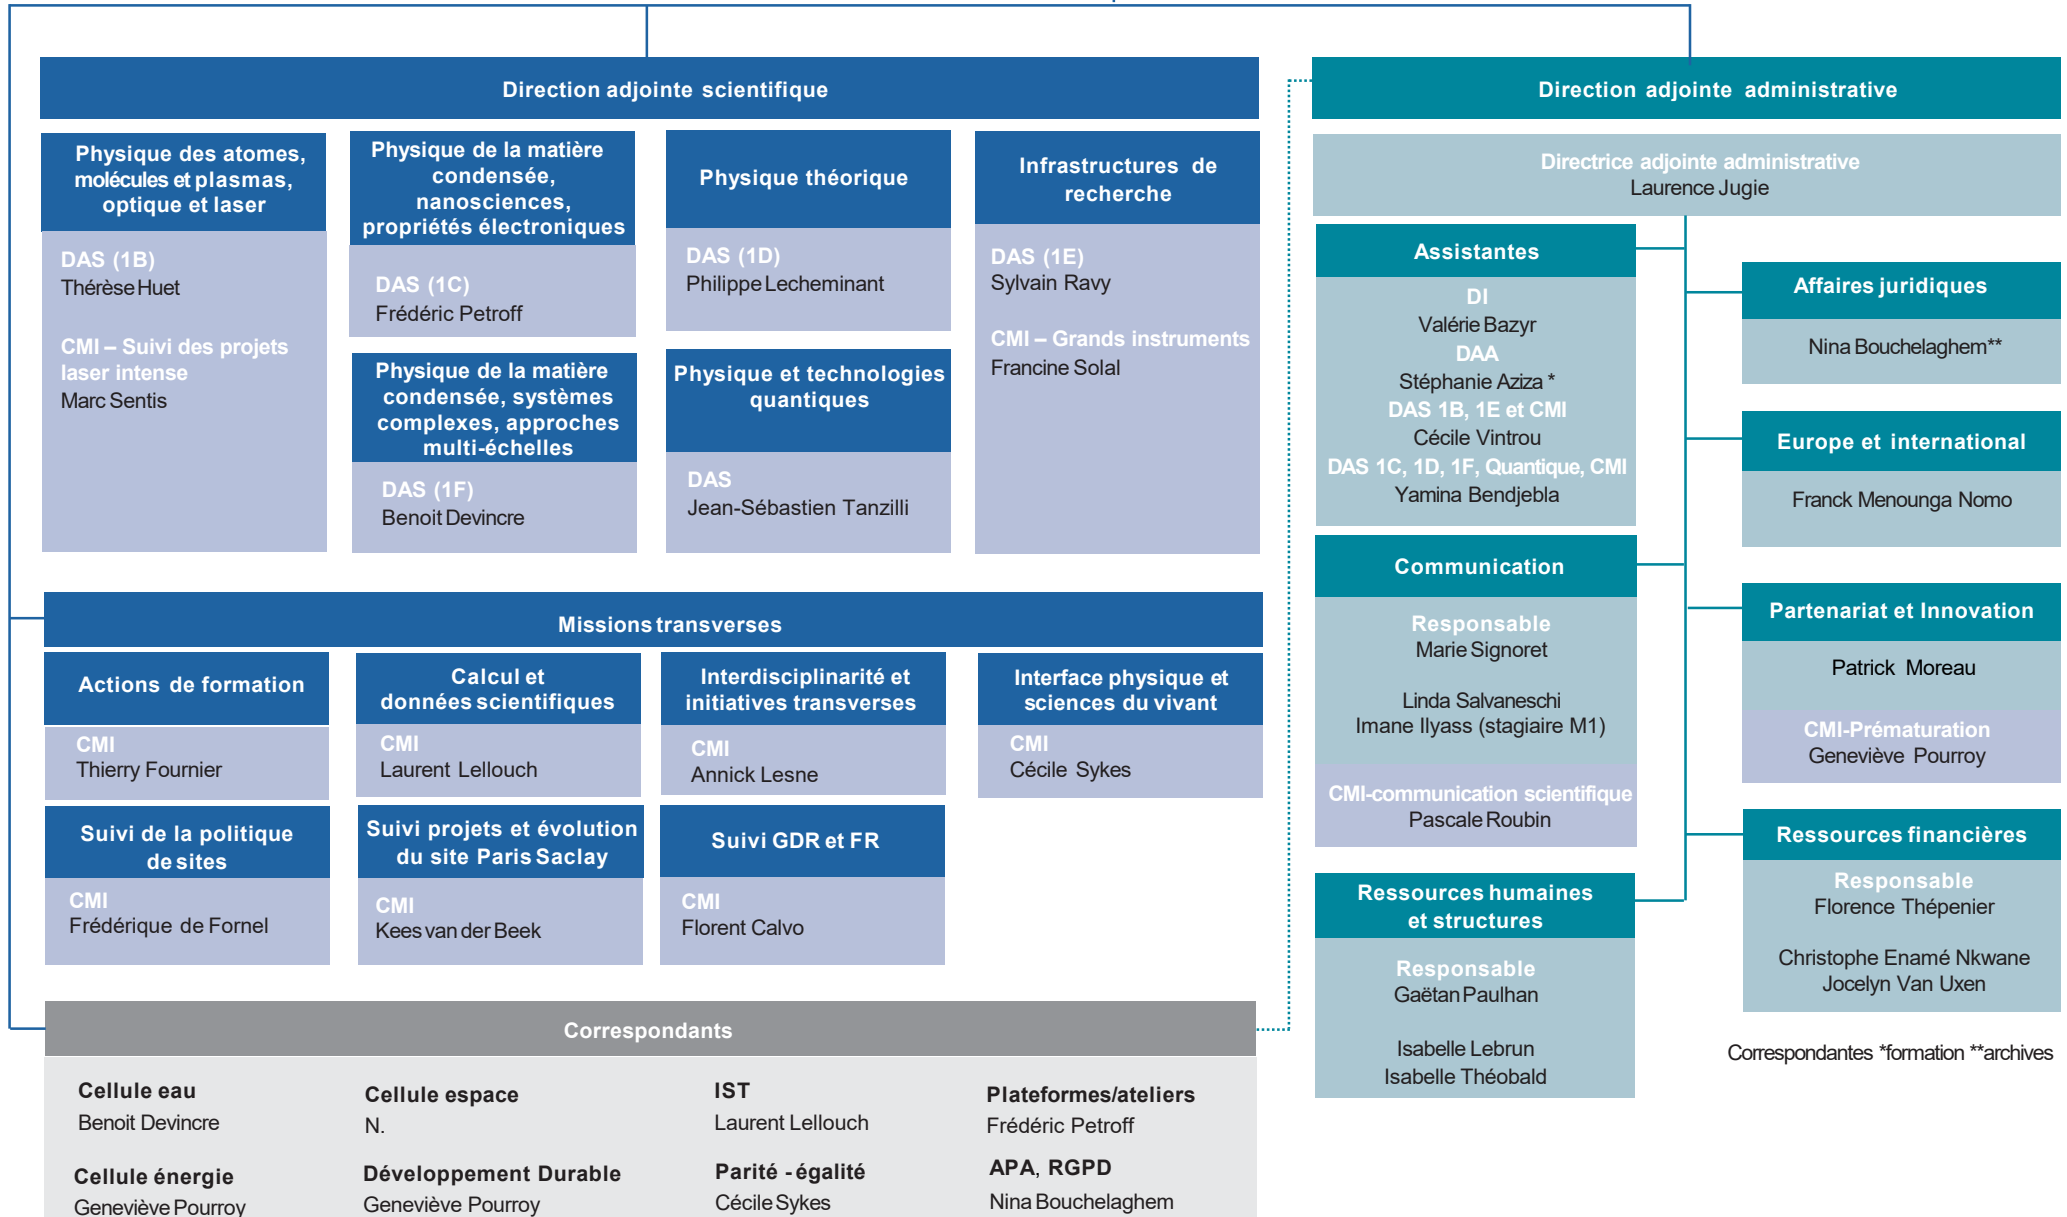 Direction adjointe scientifique
Physique des atomes,
molécules et plasmas,
optique et laser
DAS (1B)
Thérèse Huet
CMI – Suivi des projets
laser intense
Marc Sentis
Physique de la matière
condensée,
nanosciences,
propriétés électroniques
DAS (1C)
Frédéric Petroff
Physique de la matière
condensée, systèmes
complexes, approches
multi-échelles
DAS (1F)
Benoit Devincre
Physique théorique
DAS (1D)
Philippe Lecheminant
Physique et technologies
quantiques
DAS
Jean-Sébastien Tanzilli
Infrastructures de
recherche
DAS (1E)
Sylvain Ravy
CMI – Grands instruments
Francine Solal
Missions transverses
Actions de formation
CMI
Thierry Fournier
Calcul et
données scientifiques
CMI
Laurent Lellouch
Interdisciplinarité et
initiatives transverses
CMI
Annick Lesne
Interface physique et
sciences du vivant
CMI
Cécile Sykes
Suivi de la politique
de sites
CMI
Frédérique de Fornel
Suivi projets et évolution
du site Paris Saclay
CMI
Kees van der Beek
Suivi GDR et FR
CMI
Florent Calvo
Correspondants
Cellule eau
Benoit Devincre
Cellule espace
N.
IST
Laurent Lellouch
Plateformes/ateliers
Frédéric Petroff
Cellule énergie
Geneviève Pourroy
Développement Durable
Geneviève Pourroy
Parité - égalité
Cécile Sykes
APA, RGPD
Nina Bouchelaghem
Direction adjointe administrative
Directrice adjointe administrative
Laurence Jugie
Assistantes
DI
Valérie Bazyr
DAA
Stéphanie Aziza *
DAS 1B, 1E et CMI
Cécile Vintrou
DAS 1C, 1D, 1F, Quantique, CMI
Yamina Bendjebla
Communication
Responsable
Marie Signoret
Linda Salvaneschi
Imane Ilyass (stagiaire M1)
CMI-communication scientifique
Pascale Roubin
Ressources humaines
et structures
Responsable
Gaëtan Paulhan
Isabelle Lebrun
Isabelle Théobald
Affaires juridiques
Nina Bouchelaghem**
Europe et international
Franck Menounga Nomo
Partenariat et Innovation
Patrick Moreau
CMI-Prématuration
Geneviève Pourroy
Ressources financières
Responsable
Florence Thépenier
Christophe Enamé Nkwane
Jocelyn Van Uxen
Correspondantes *formation **archives